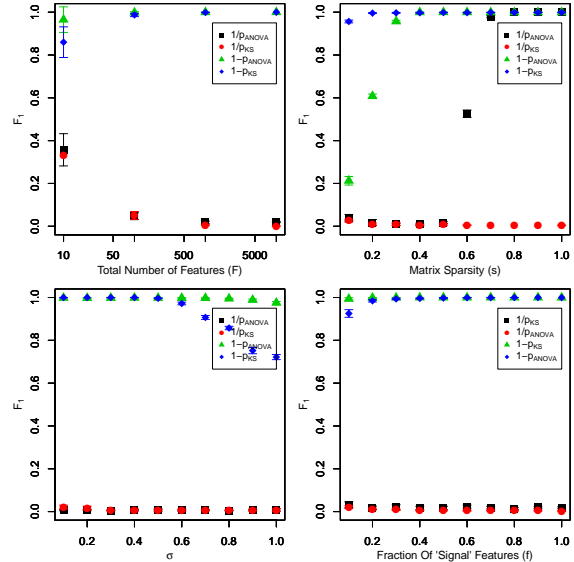 F1
1.0
0.8
0.6
0.4
0.2
0.0
10 50 500 5000
Total Number of Features (F)
1/pANOVA
1/pKS
1−pANOVA
1−pKS
F1
1.0
0.8
0.6
0.4
0.2
0.0
0.2 0.4 0.6 0.8 1.0
Matrix Sparsity (s)
1/pANOVA
1/pKS
1−pANOVA
1−pKS
F1
1.0
0.8
0.6
0.4
0.2
0.0
0.2 0.4 0.6 0.8 1.0
σ
1/pANOVA
1/pKS
1−pANOVA
1−pKS
F1
1.0
0.8
0.6
0.4
0.2
0.0
0.2 0.4 0.6 0.8 1.0
Fraction Of 'Signal' Features (f)
1/pANOVA
1/pKS
1−pKS
1−pANOVA